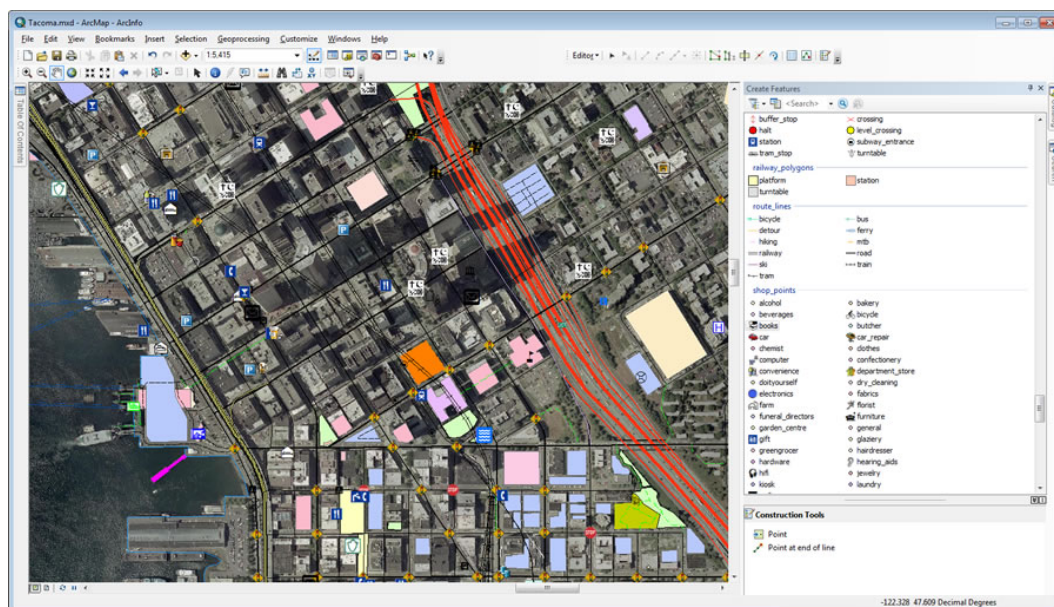 Tacoma.mxd - ArcMap - ArcInfo
File Edit View Bookmarks Insert Selection Geoprocessing Customize Windows Help
1:5,415
Editor
Table Of Contents
Create Features
<Search>
buffer_stop crossing
halt level_crossing
station subway_entrance
tram_stop turntable
railway_polygons
platform station
turntable
route_lines
bicycle bus
detour ferry
hiking mtb
railway road
ski train
tram
shop_points
alcohol bakery
beverages bicycle
books butcher
car car_repair
chemist clothes
computer confectionery
convenience department_store
doityourself dry_cleaning
electronics fabrics
farm florist
funeral_directors furniture
garden_centre general
gift glaziery
greengrocer hairdresser
hardware hearing_aids
hifi jewelry
kiosk laundry
Construction Tools
Point
Point at end of line
-122.328 47.609 Decimal Degrees